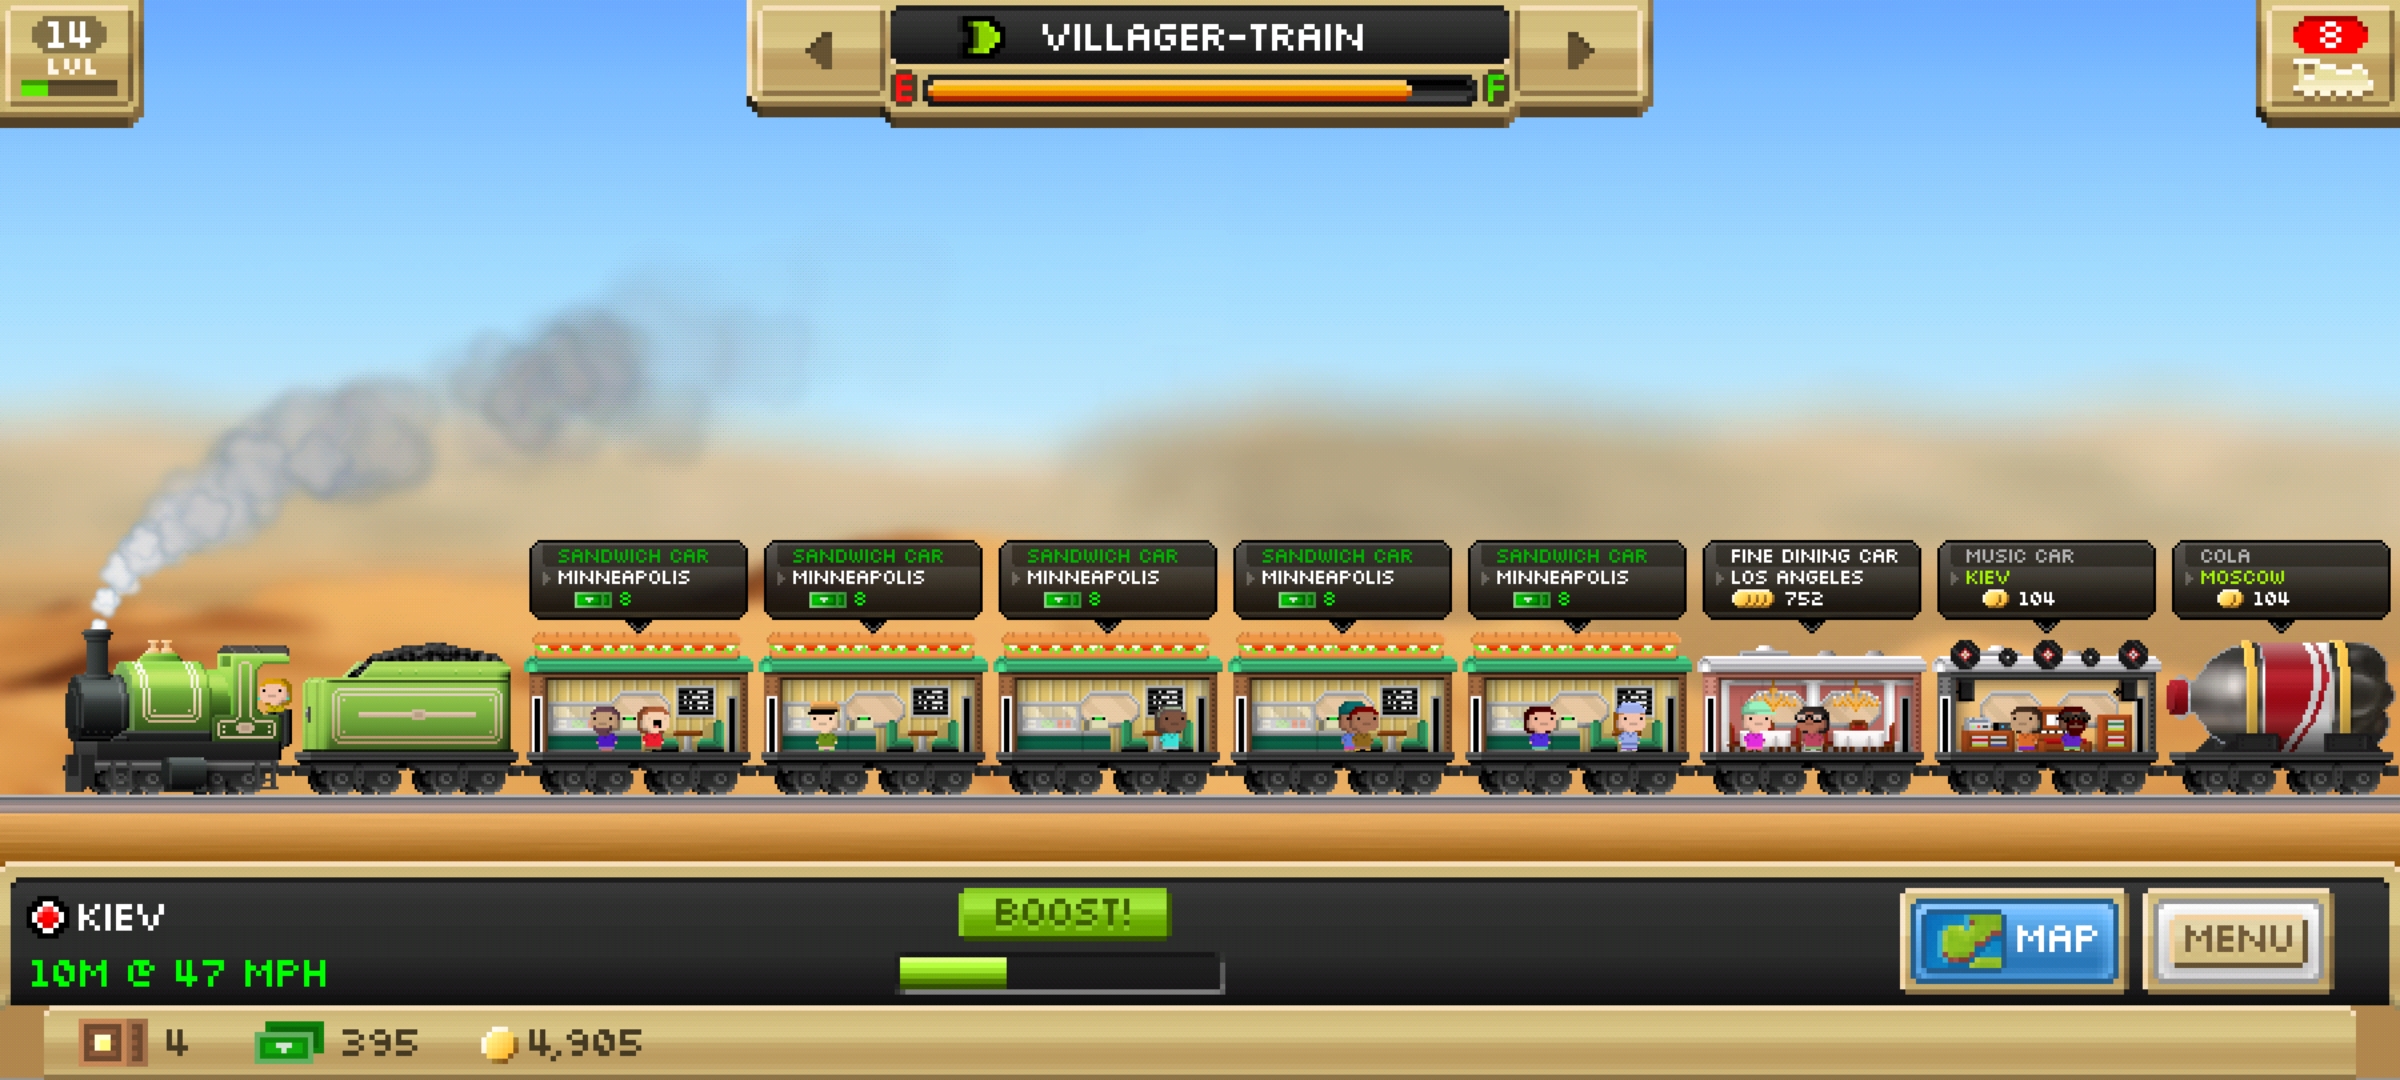 14
LVL
VILLAGER-TRAIN
E
F
8
SANDWICH CAR
MINNEAPOLIS
8
SANDWICH CAR
MINNEAPOLIS
8
SANDWICH CAR
MINNEAPOLIS
8
SANDWICH CAR
MINNEAPOLIS
8
SANDWICH CAR
MINNEAPOLIS
8
FINE DINING CAR
LOS ANGELES
752
MUSIC CAR
KIEV
104
COLA
MOSCOW
104
KIEV
10M @ 47 MPH
BOOST!
MAP
MENU
4
395
4,905